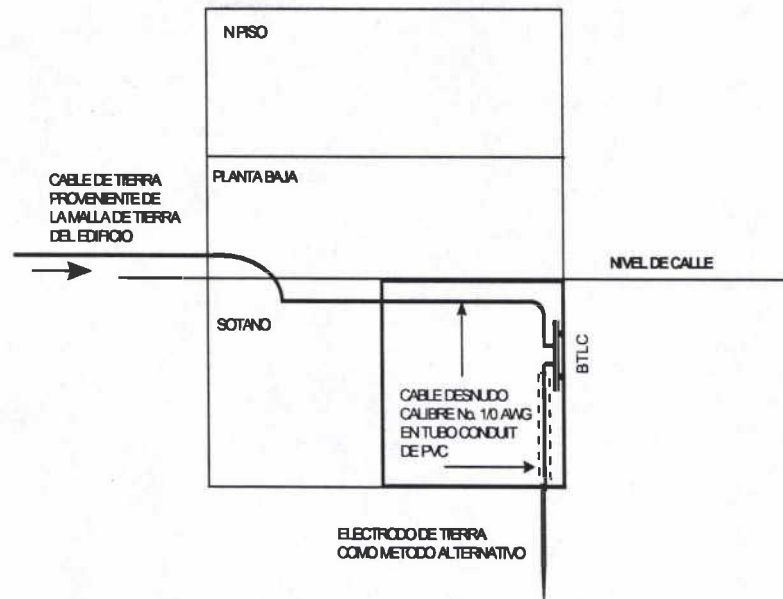 N PISO
CABLE DE TIERRA
PROVENIENTE DE
LA MALLA DE TIERRA
DEL EDIFICIO
PLANTA BAJA
NIVEL DE CALLE
SOTANO
BTLC
CABLE DESNUDO
CALIBRE No. 1/0 AWG
EN TUBO CONDUIT
DE PVC
ELECTRODO DE TIERRA
COMO METODO ALTERNATIVO